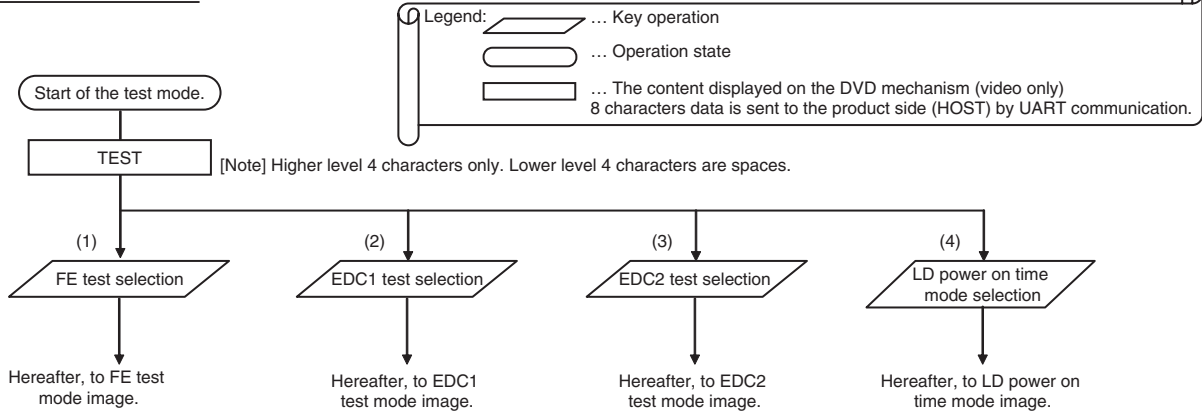 Legend:
… Key operation
… Operation state
… The content displayed on the DVD mechanism (video only)
8 characters data is sent to the product side (HOST) by UART communication.
Start of the test mode.
TEST
[Note] Higher level 4 characters only. Lower level 4 characters are spaces.
(1)
FE test selection
(2)
EDC1 test selection
(3)
EDC2 test selection
(4)
LD power on time
mode selection
Hereafter, to FE test
mode image.
Hereafter, to EDC1
test mode image.
Hereafter, to EDC2
test mode image.
Hereafter, to LD power on
time mode image.